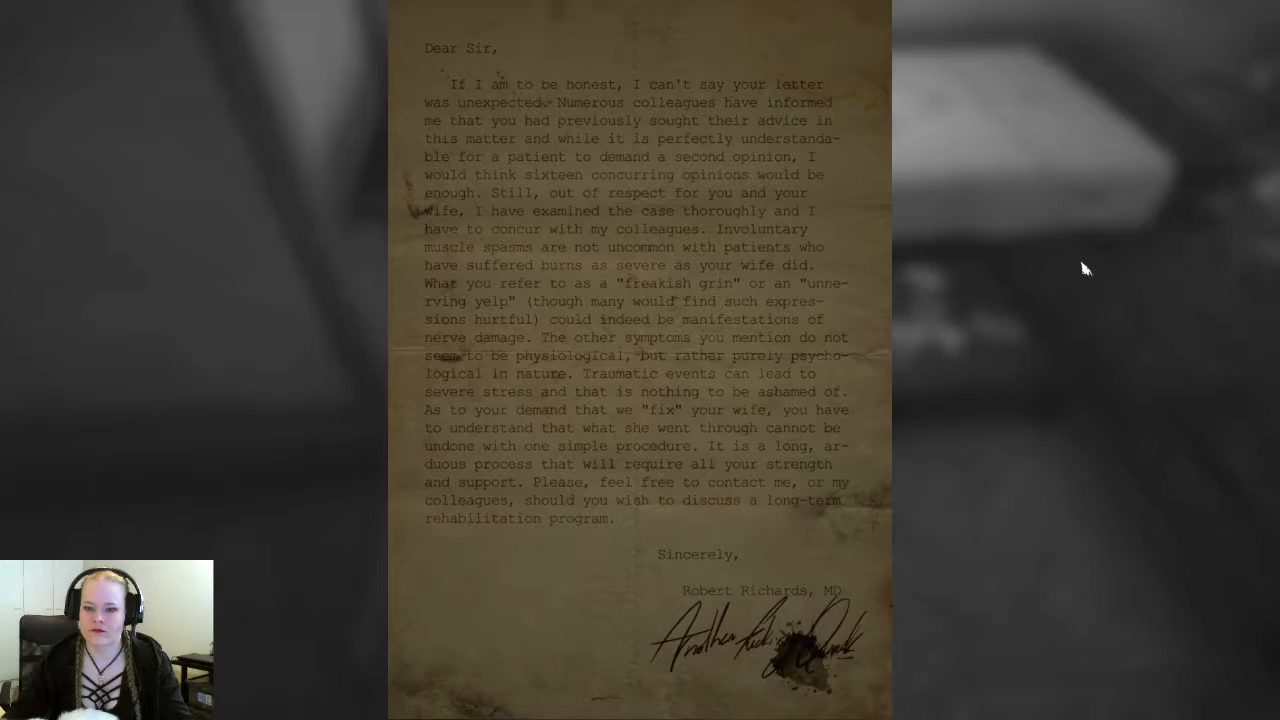 Dear Sir,
If I am to be honest, I can't say your letter
was unexpected. Numerous colleagues have informed
me that you had previously sought their advice in
this matter and while it is perfectly understanda-
ble for a patient to demand a second opinion, I
would think sixteen concurring opinions would be
enough. Still, out of respect for you and your
wife, I have examined the case thoroughly and I
have to concur with my colleagues. Involuntary
muscle spasms are not uncommon with patients who
have suffered burns as severe as your wife did.
What you refer to as a "freakish grin" or an "unne-
rving yelp" (though many would find such expres-
sions hurtful) could indeed be manifestations of
nerve damage. The other symptoms you mention do not
seem to be physiological, but rather purely psycho-
logical in nature. Traumatic events can lead to
severe stress and that is nothing to be ashamed of.
As to your demand that we "fix" your wife, you have
to understand that what she went through cannot be
undone with one simple procedure. It is a long, ar-
duous process that will require all your strength
and support. Please, feel free to contact me, or my
colleagues, should you wish to discuss a long-term
rehabilitation program.
Sincerely,
Robert Richards, MD
Another